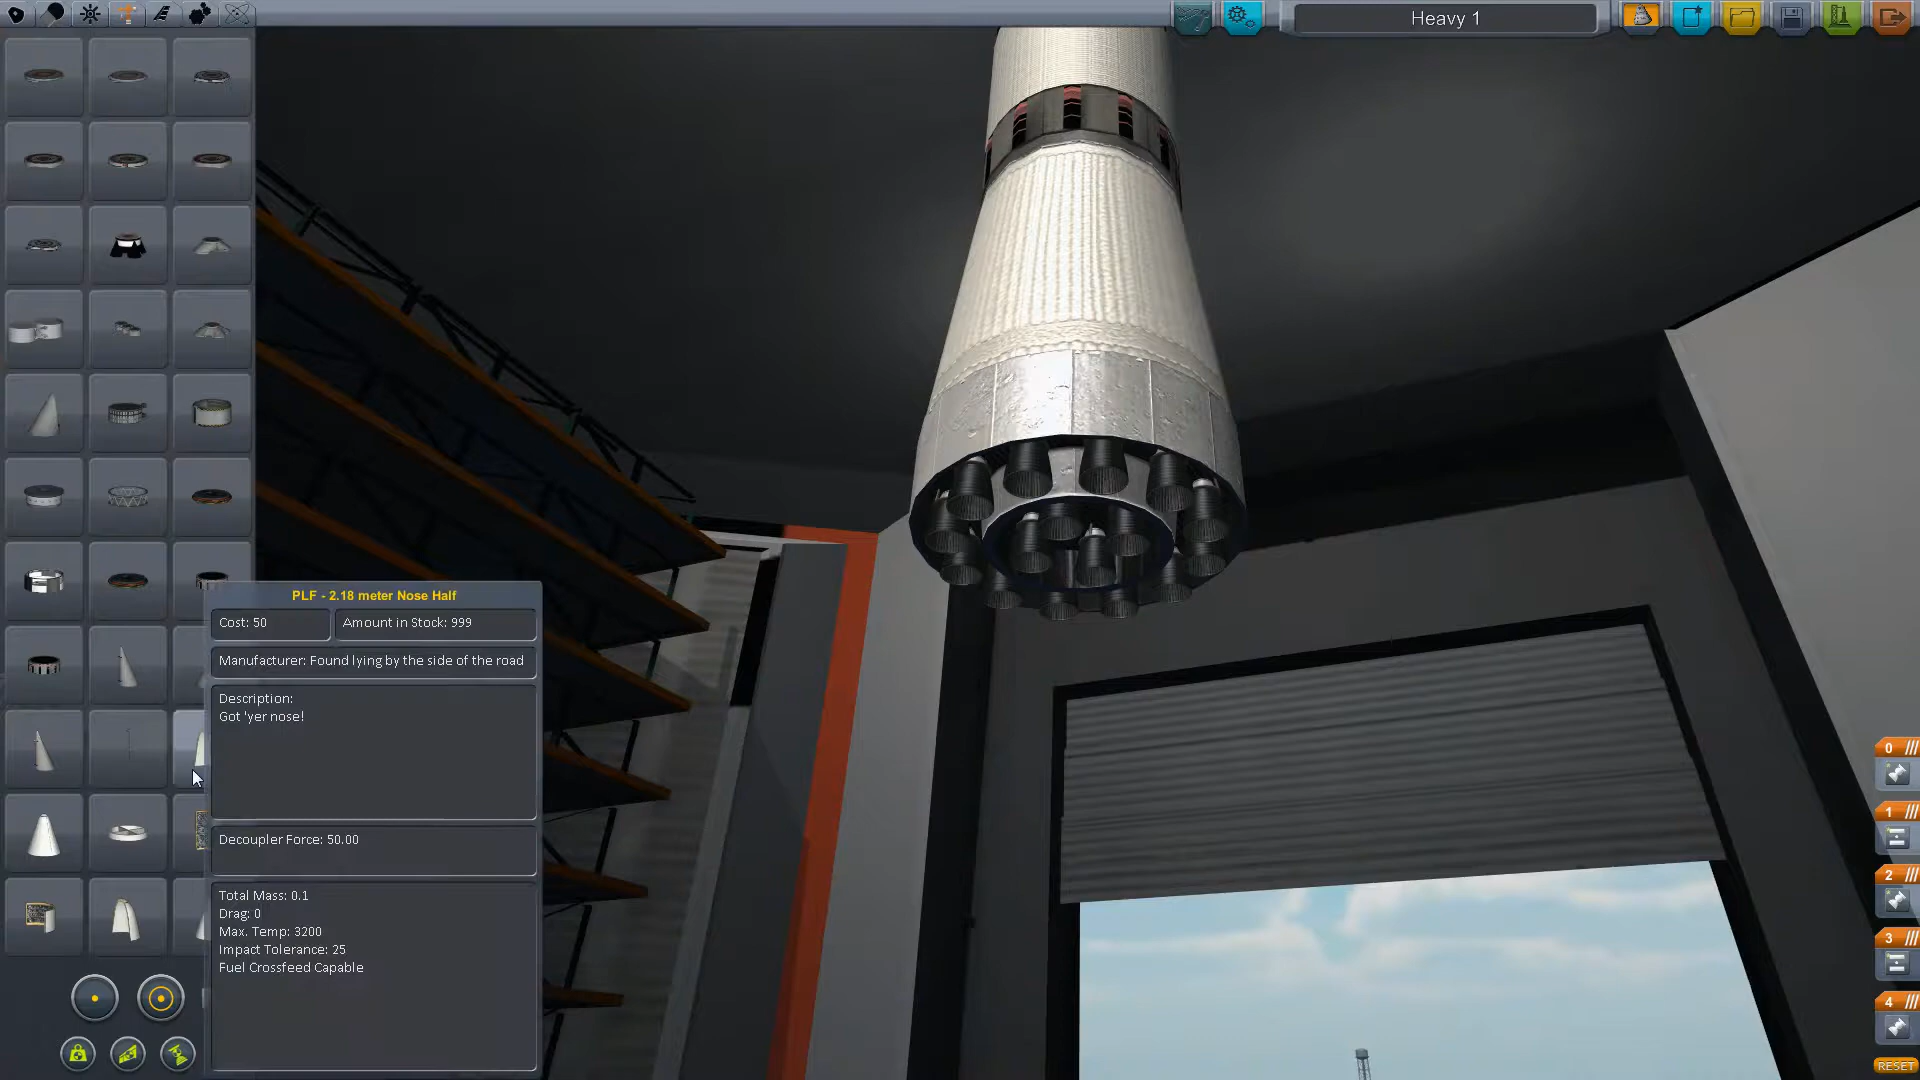 Heavy 1
PLF - 2.18 meter Nose Half
Cost: 50
Amount in Stock: 999
Manufacturer: Found lying by the side of the road
Description:
Got 'yer nose!
Decoupler Force: 50.00
Total Mass: 0.1
Drag: 0
Max. Temp: 3200
Impact Tolerance: 25
Fuel Crossfeed Capable
0
1
2
3
4
RESET